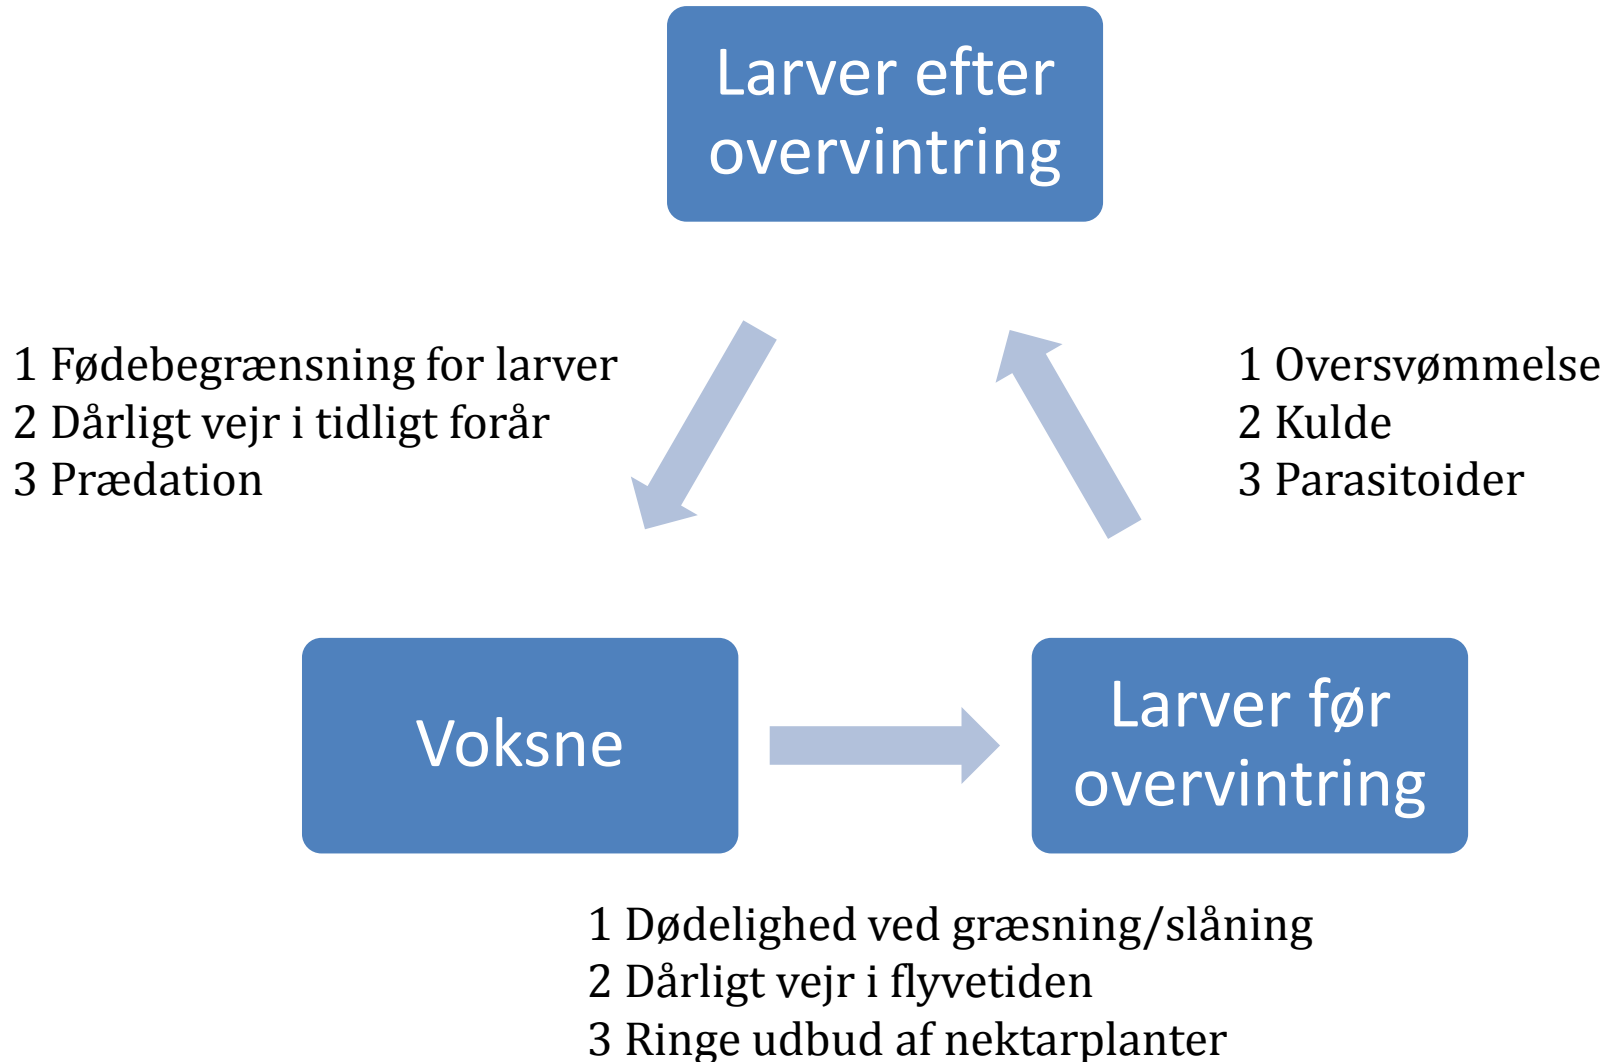 Larver efter
overvintring
1 Fødebegrænsning for larver
2 Dårligt vejr i tidligt forår
3 Prædation
1 Oversvømmelse
2 Kulde
3 Parasitoider
Voksne
Larver før
overvintring
1 Dødelighed ved græsning/slåning
2 Dårligt vejr i flyvetiden
3 Ringe udbud af nektarplanter